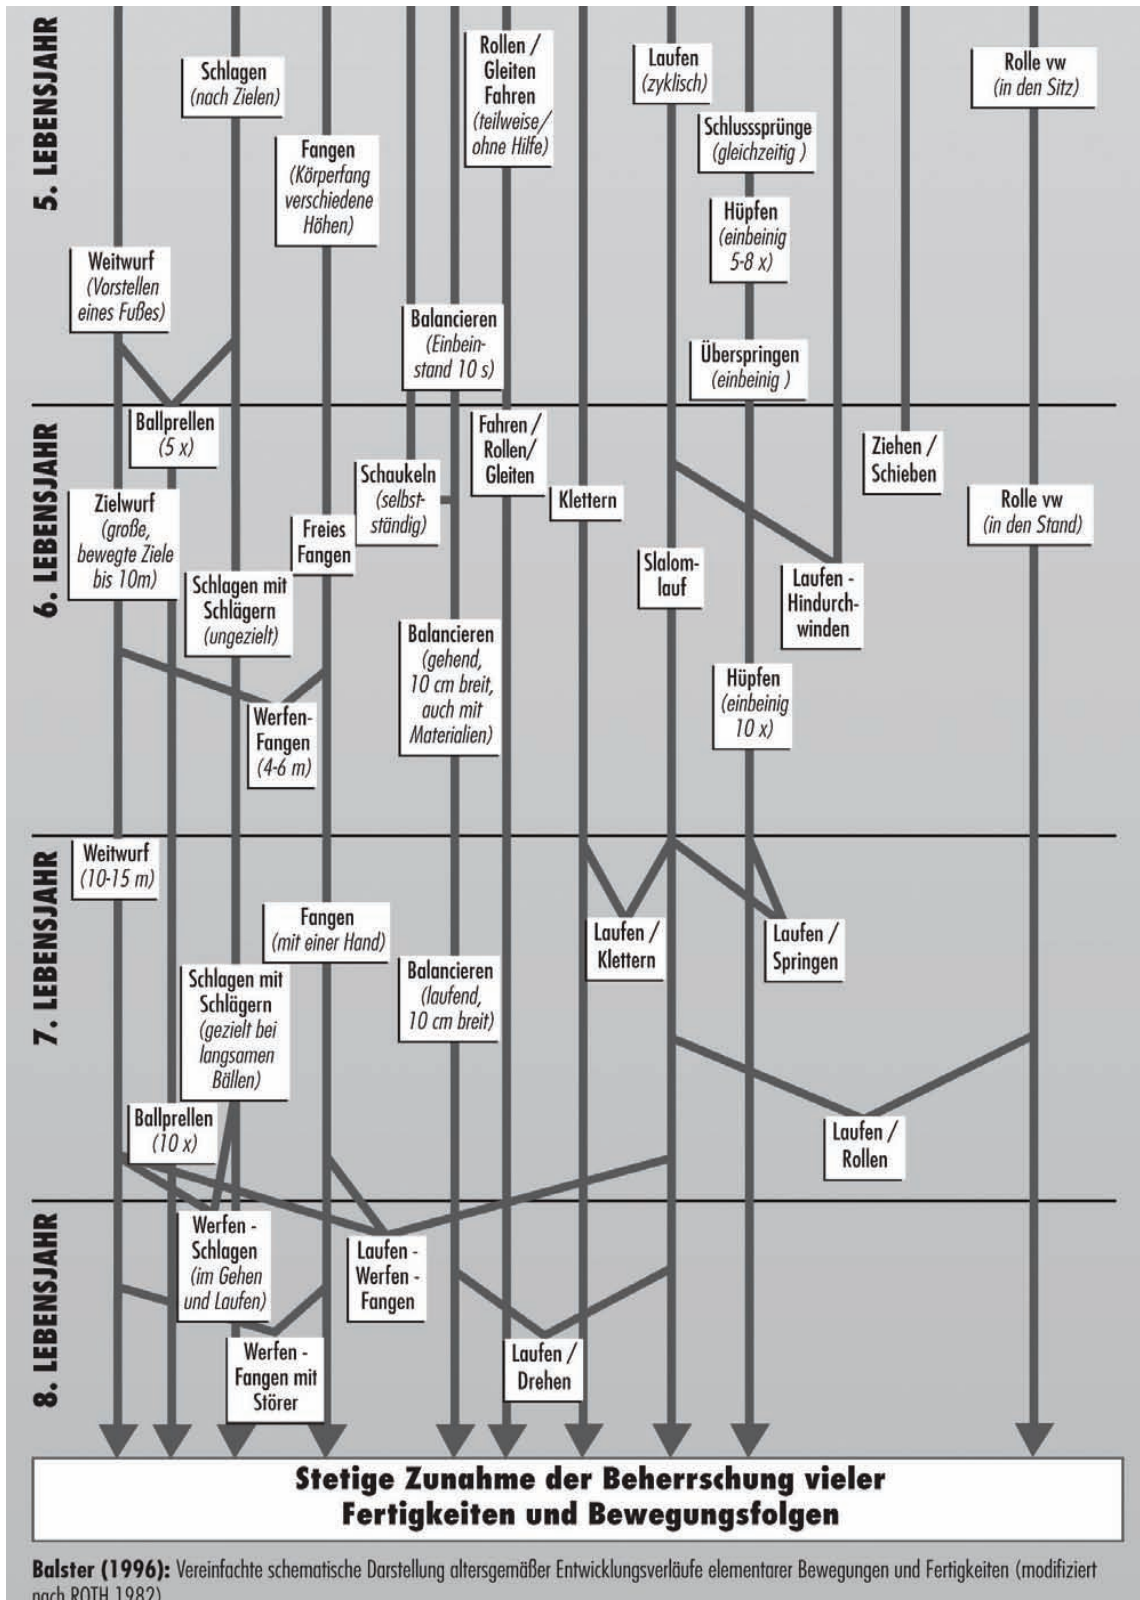 5. LEBENSJAHR
Schlagen
(nach Zielen)
Rollen /
Gleiten
Fahren
(teilweise/
ohne Hilfe)
Laufen
(zyklisch)
Rolle vw
(in den Sitz)
Fangen
(Körperfang
verschiedene
Höhen)
Schlusssprünge
(gleichzeitig )
Hüpfen
(einbeinig
5-8 x)
Weitwurf
(Vorstellen
eines Fußes)
Balancieren
(Einbein-
stand 10 s)
Überspringen
(einbeinig )
6. LEBENSJAHR
Ballprellen
(5 x)
Fahren /
Rollen/
Gleiten
Ziehen /
Schieben
Schaukeln
(selbst-
ständig)
Klettern
Rolle vw
(in den Stand)
Zielwurf
(große,
bewegte Ziele
bis 10m)
Freies
Fangen
Slalom-
lauf
Laufen -
Hindurch-
winden
Schlagen mit
Schlägern
(ungezielt)
Balancieren
(gehend,
10 cm breit,
auch mit
Materialien)
Hüpfen
(einbeinig
10 x)
Werfen-
Fangen
(4-6 m)
7. LEBENSJAHR
Weitwurf
(10-15 m)
Fangen
(mit einer Hand)
Laufen /
Klettern
Laufen /
Springen
Balancieren
(laufend,
10 cm breit)
Schlagen mit
Schlägern
(gezielt bei
langsamen
Bällen)
Ballprellen
(10 x)
Laufen /
Rollen
8. LEBENSJAHR
Werfen -
Schlagen
(im Gehen
und Laufen)
Laufen -
Werfen -
Fangen
Werfen -
Fangen mit
Störer
Laufen /
Drehen
Stetige Zunahme der Beherrschung vieler
Fertigkeiten und Bewegungsfolgen
Balster (1996): Vereinfachte schematische Darstellung altersgemäßer Entwicklungsverläufe elementarer Bewegungen und Fertigkeiten (modifiziert
nach ROTH 1982)